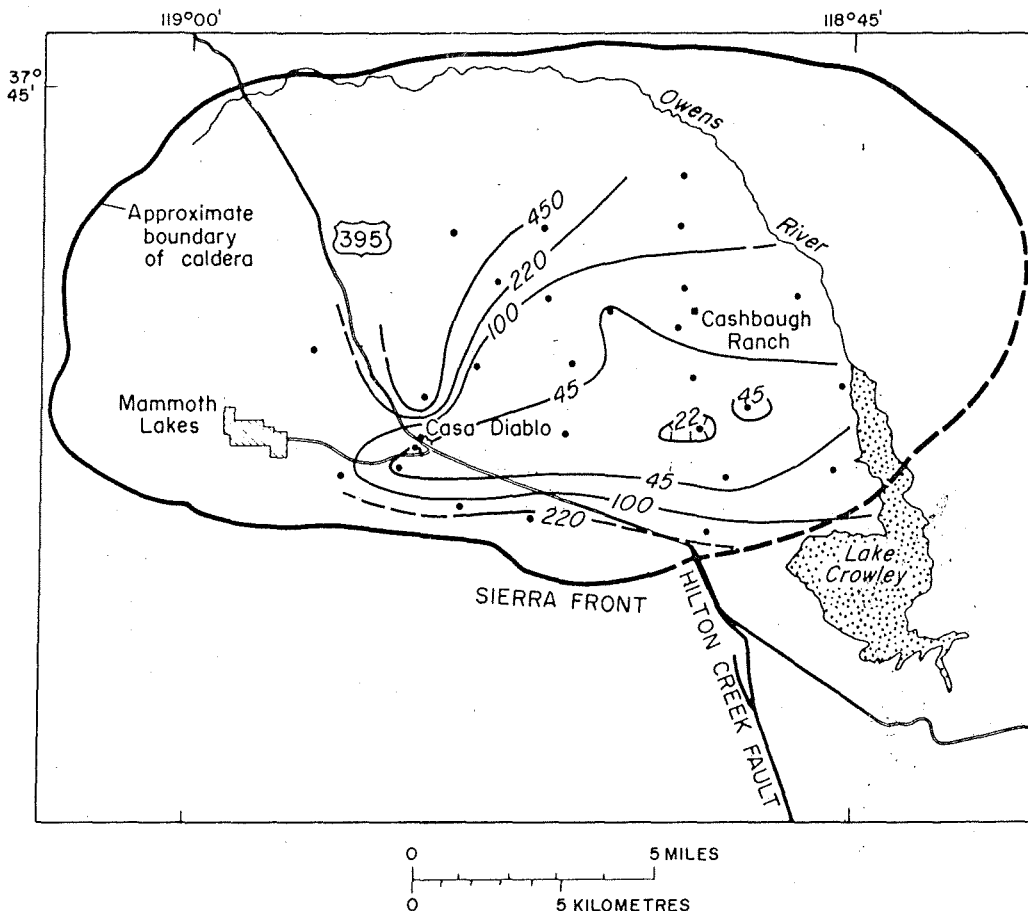 119°00'
118°45'
37°
45'
Owens
River
Approximate
boundary
of caldera
395
450
220
100
Cashbaugh
Ranch
45
Mammoth
Lakes
Casa Diablo
45
22
45
100
220
Lake
Crowley
SIERRA FRONT
HILTON CREEK FAULT
0
5 MILES
0
5 KILOMETRES